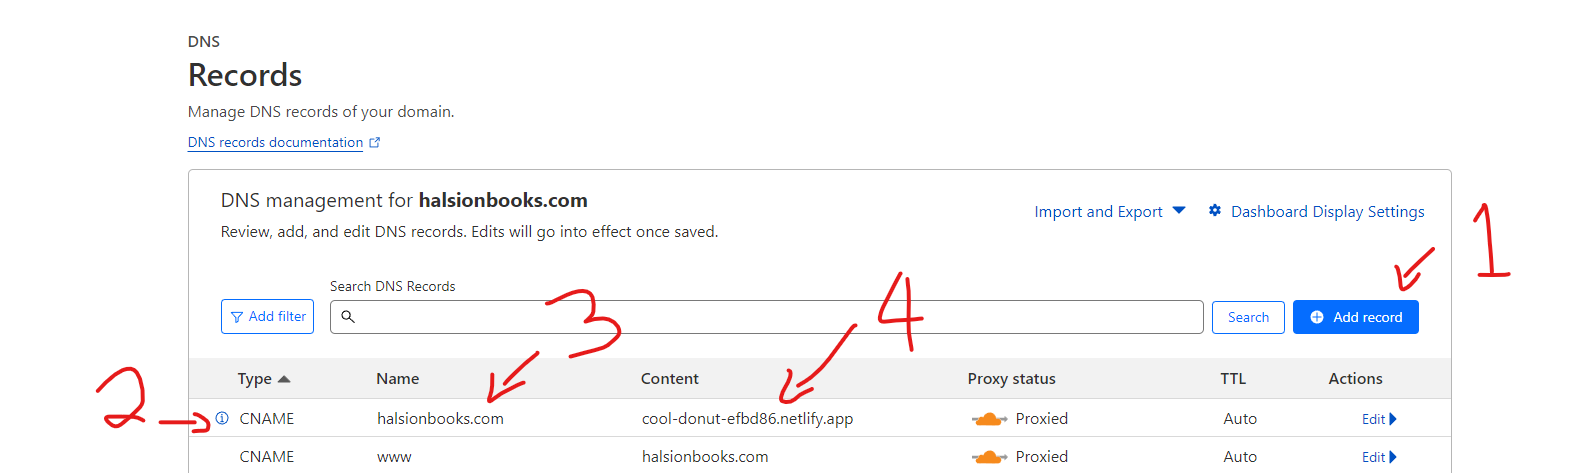 DNS
Records
Manage DNS records of your domain.
DNS records documentation
DNS management for halsionbooks.com
Import and Export
Dashboard Display Settings
1
Review, add, and edit DNS records. Edits will go into effect once saved.
Search DNS Records
3
4
Add filter
Search
Add record
Type Name Content Proxy status TTL Actions
2
CNAME halsionbooks.com cool-donut-efbd86.netlify.app Proxied Auto Edit
CNAME www halsionbooks.com Proxied Auto Edit